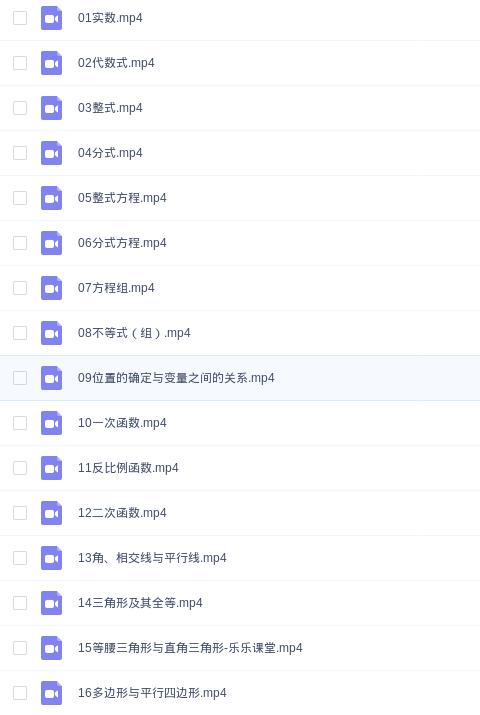 01实数.mp4
02代数式.mp4
03整式.mp4
04分式.mp4
05整式方程.mp4
06分式方程.mp4
07方程组.mp4
08不等式（组）.mp4
09位置的确定与变量之间的关系.mp4
10一次函数.mp4
11反比例函数.mp4
12二次函数.mp4
13角、相交线与平行线.mp4
14三角形及其全等.mp4
15等腰三角形与直角三角形-乐乐课堂.mp4
16多边形与平行四边形.mp4